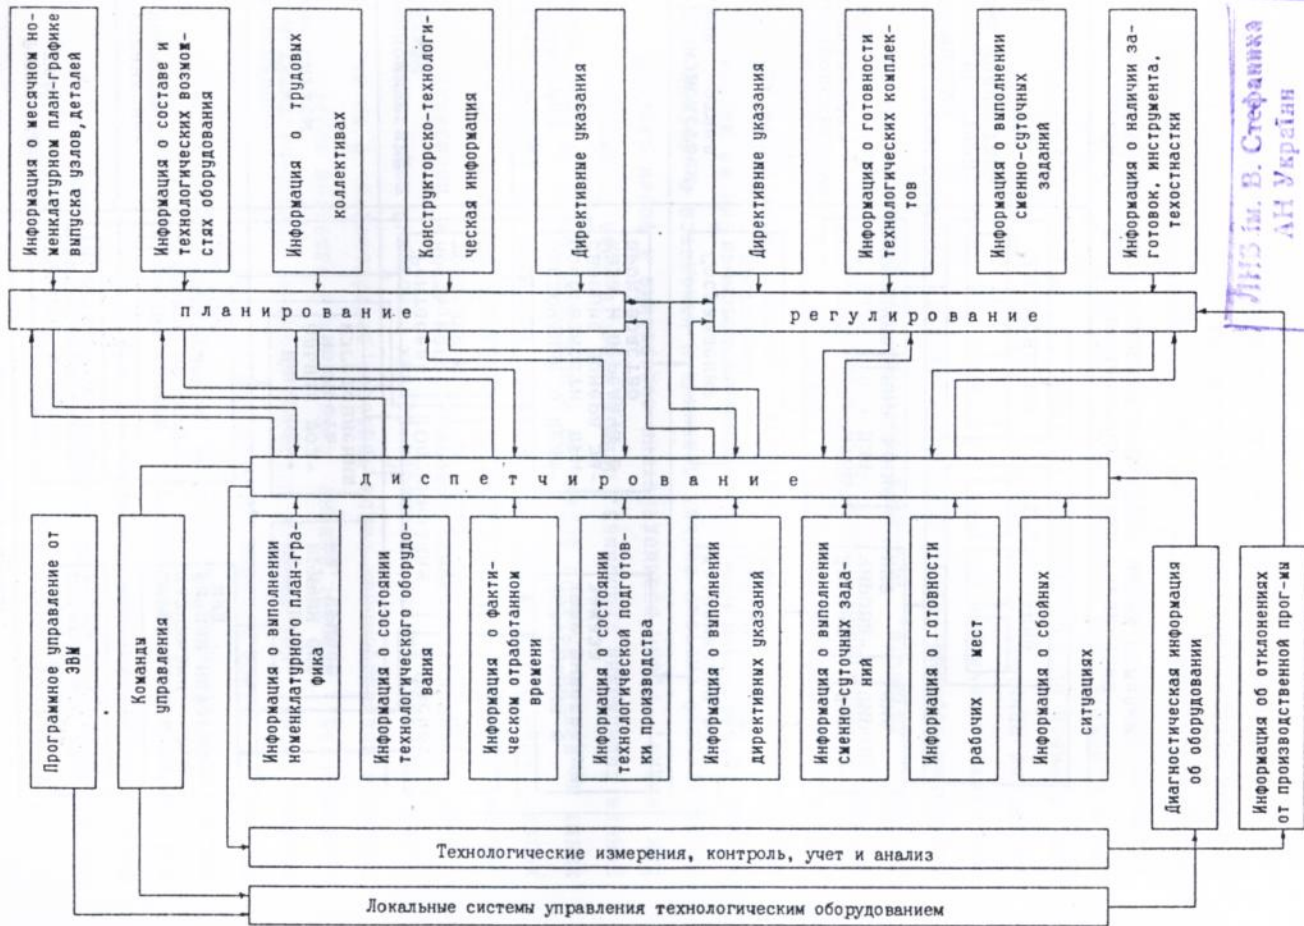 Информация о месячном но-
менклатурном план-графике
выпуска узлов,деталей
Информация о составе и
технологических возмож-
стях оборудования
Информация о трудовых
коллективах
Конструкторско-технологи-
ческая информация
Директивные указания
Директивные указания
Информация о готовности
технологических комплек-
тов
Информация о выполнении
сменно-суточных
заданий
Информация о наличии за-
готовок, инструмента,
техостнастки
планирование
регулирование
диспетчирование
Программное управление от
ЭВМ
Команды
управления
Информация о выполнении
номенклатурного план-гра-
фика
Информация о состоянии
технологического оборудо-
вания
Информация о факти-
ческом отработанном
времени
Информация о состоянии
технологической подготов-
ки производства
Информация о выполнении
директивных указаний
Информация о выполнении
сменно-суточных зада-
ний
Информация о готовности
рабочих мест
Информация о сбойных
ситуациях
Диагностическая информация
об оборудовании
Информация об отклонениях
от производственной прог-мы
Технологические измерения, контроль, учет и анализ
Локальные системы управления технологическим оборудованием
ЛНБ ім. В. Стефаника
АН України